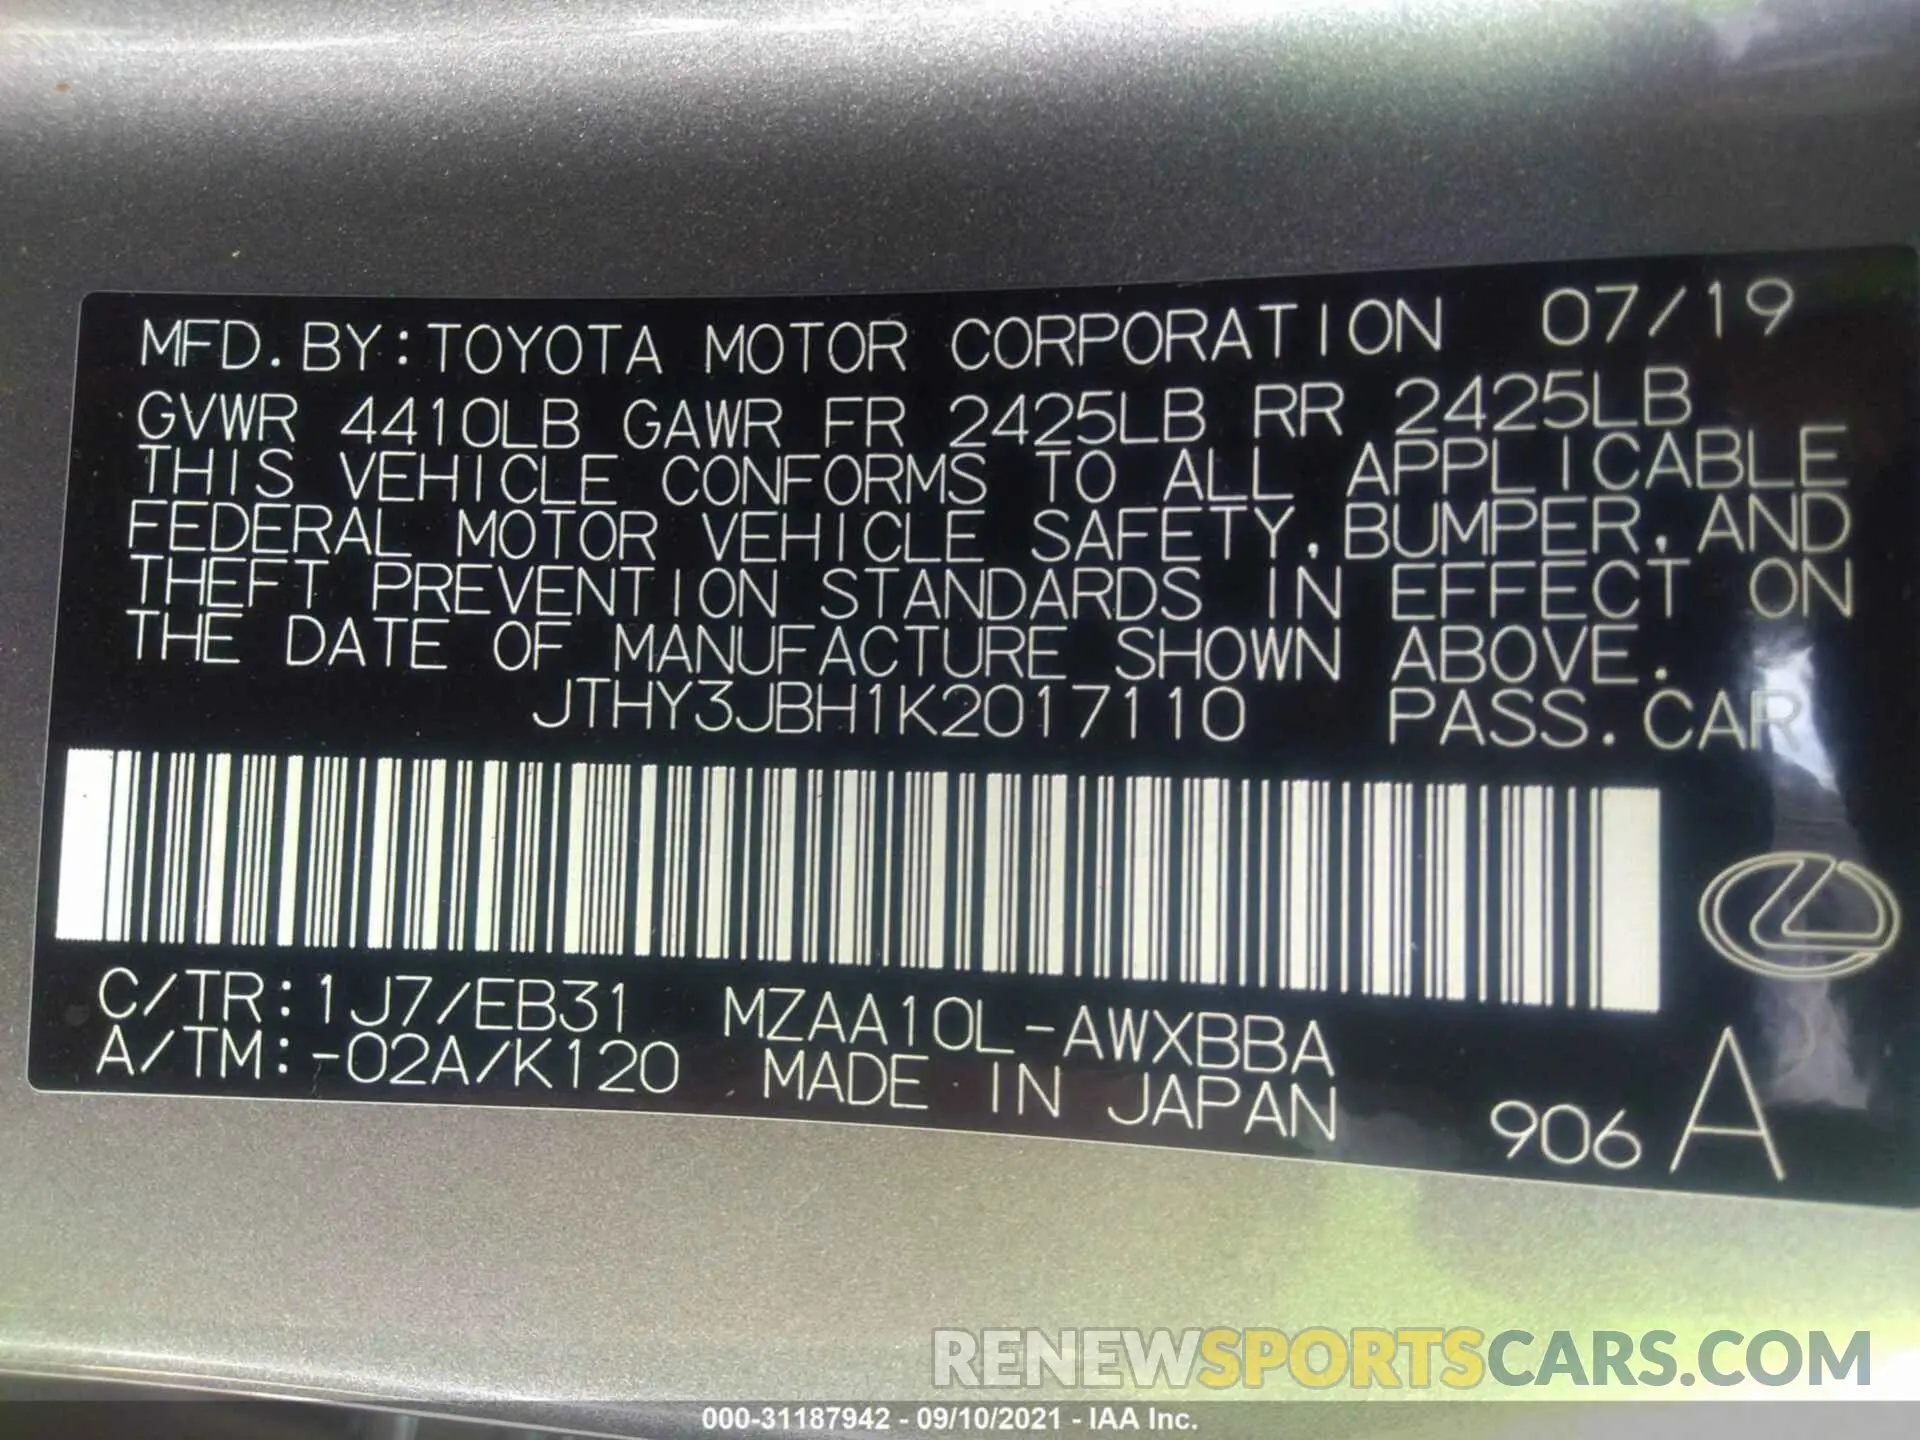 MFD. BY: TOYOTA MOTOR CORPORATION 07/19
GVWR 4410LB GAWR FR 2425LB RR 2425LB
THIS VEHICLE CONFORMS TO ALL APPLICABLE
FEDERAL MOTOR VEHICLE SAFETY, BUMPER, AND
THEFT PREVENTION STANDARDS IN EFFECT ON
THE DATE OF MANUFACTURE SHOWN ABOVE.
JTHY3JBH1K2017110 PASS. CAR
C/TR: 1J7/EB31 MZAA10L-AWXBBA
A/TM: -02A/K120 MADE IN JAPAN 906 A
RENEWSPORTSCARS.COM
000-31187942 - 09/10/2021 - IAA Inc.